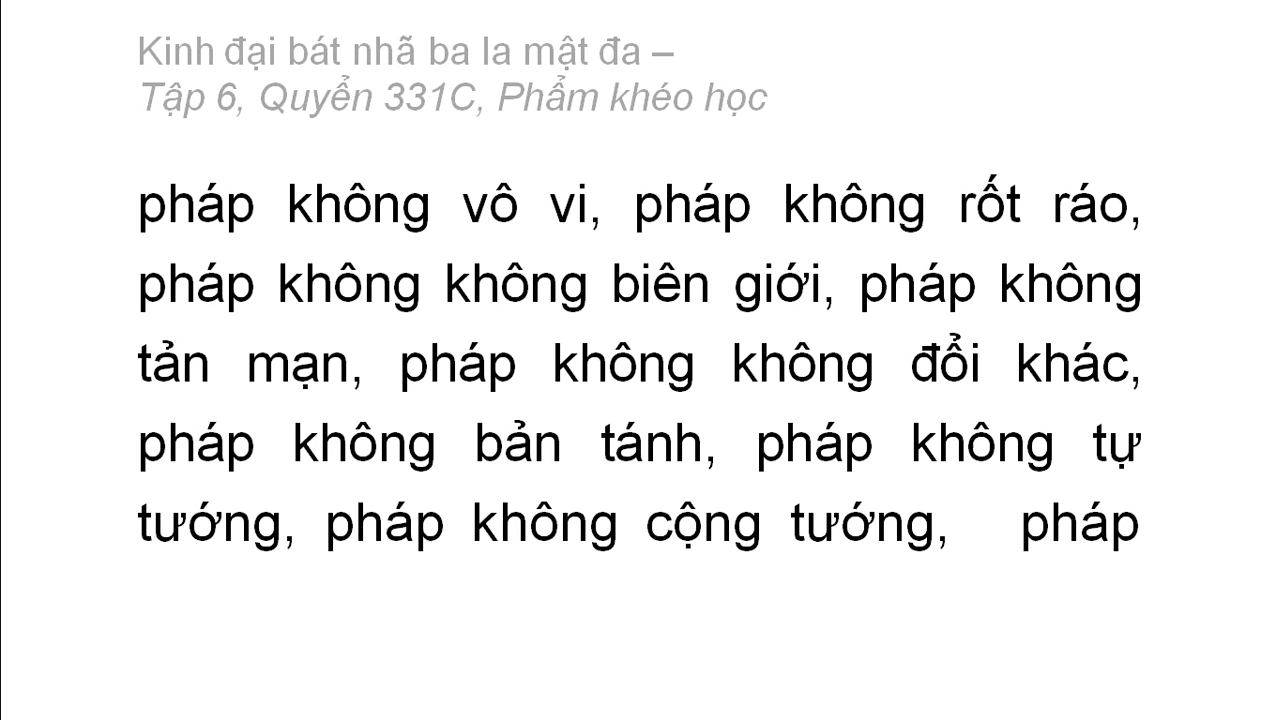 Kinh đại bát nhã ba la mật đa –
Tập 6, Quyển 331C, Phẩm khéo học
pháp không vô vi, pháp không rốt ráo,
pháp không không biên giới, pháp không
tản mạn, pháp không không đổi khác,
pháp không bản tánh, pháp không tự
tướng, pháp không cộng tướng, pháp